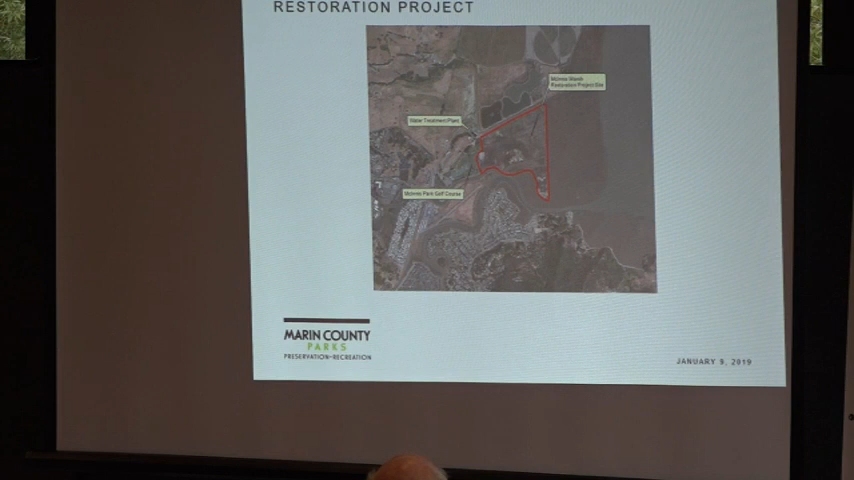 RESTORATION PROJECT
McInnis Marsh
Restoration Project Site
Water Treatment Plant
McInnis Park Golf Course
MARIN COUNTY
PARKS
PRESERVATION•RECREATION
JANUARY 9, 2019